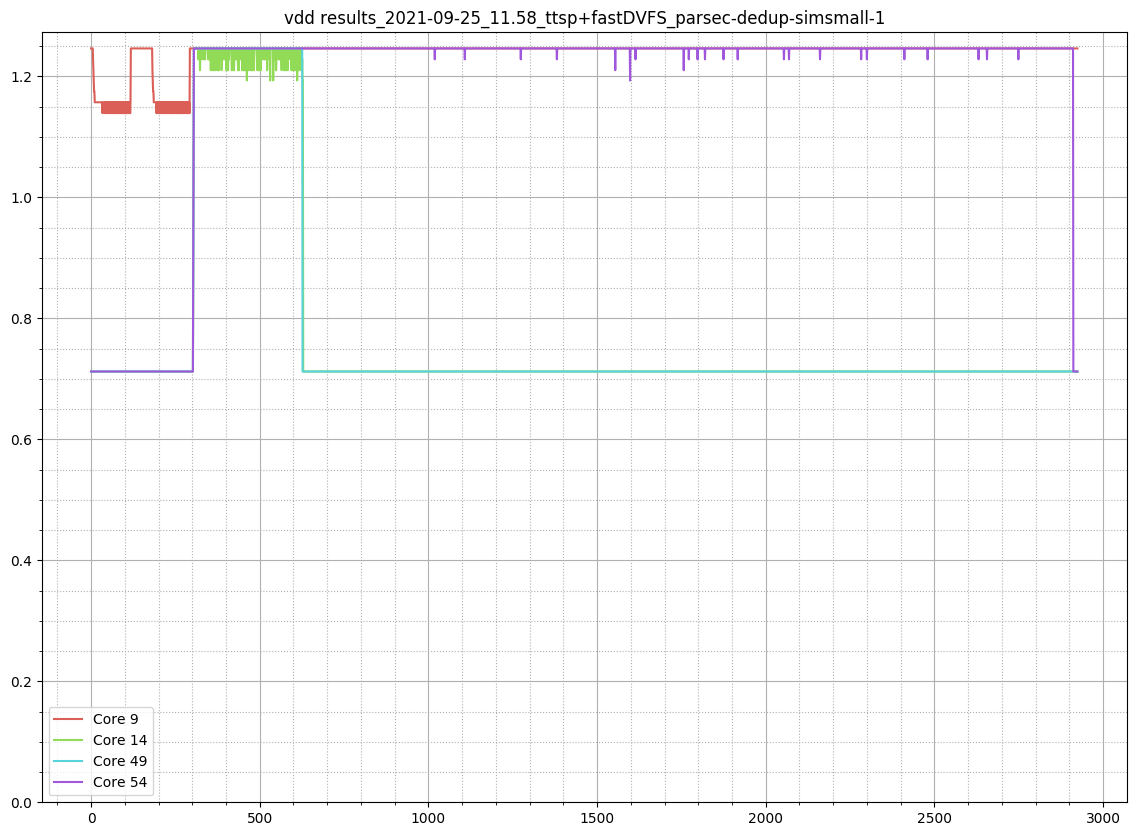 vdd results_2021-09-25_11.58_ttsp+fastDVFS_parsec-dedup-simsmall-1
1.2
1.0
0.8
0.6
0.4
0.2
0.0
Core 9
Core 14
Core 49
Core 54
0 500 1000 1500 2000 2500 3000